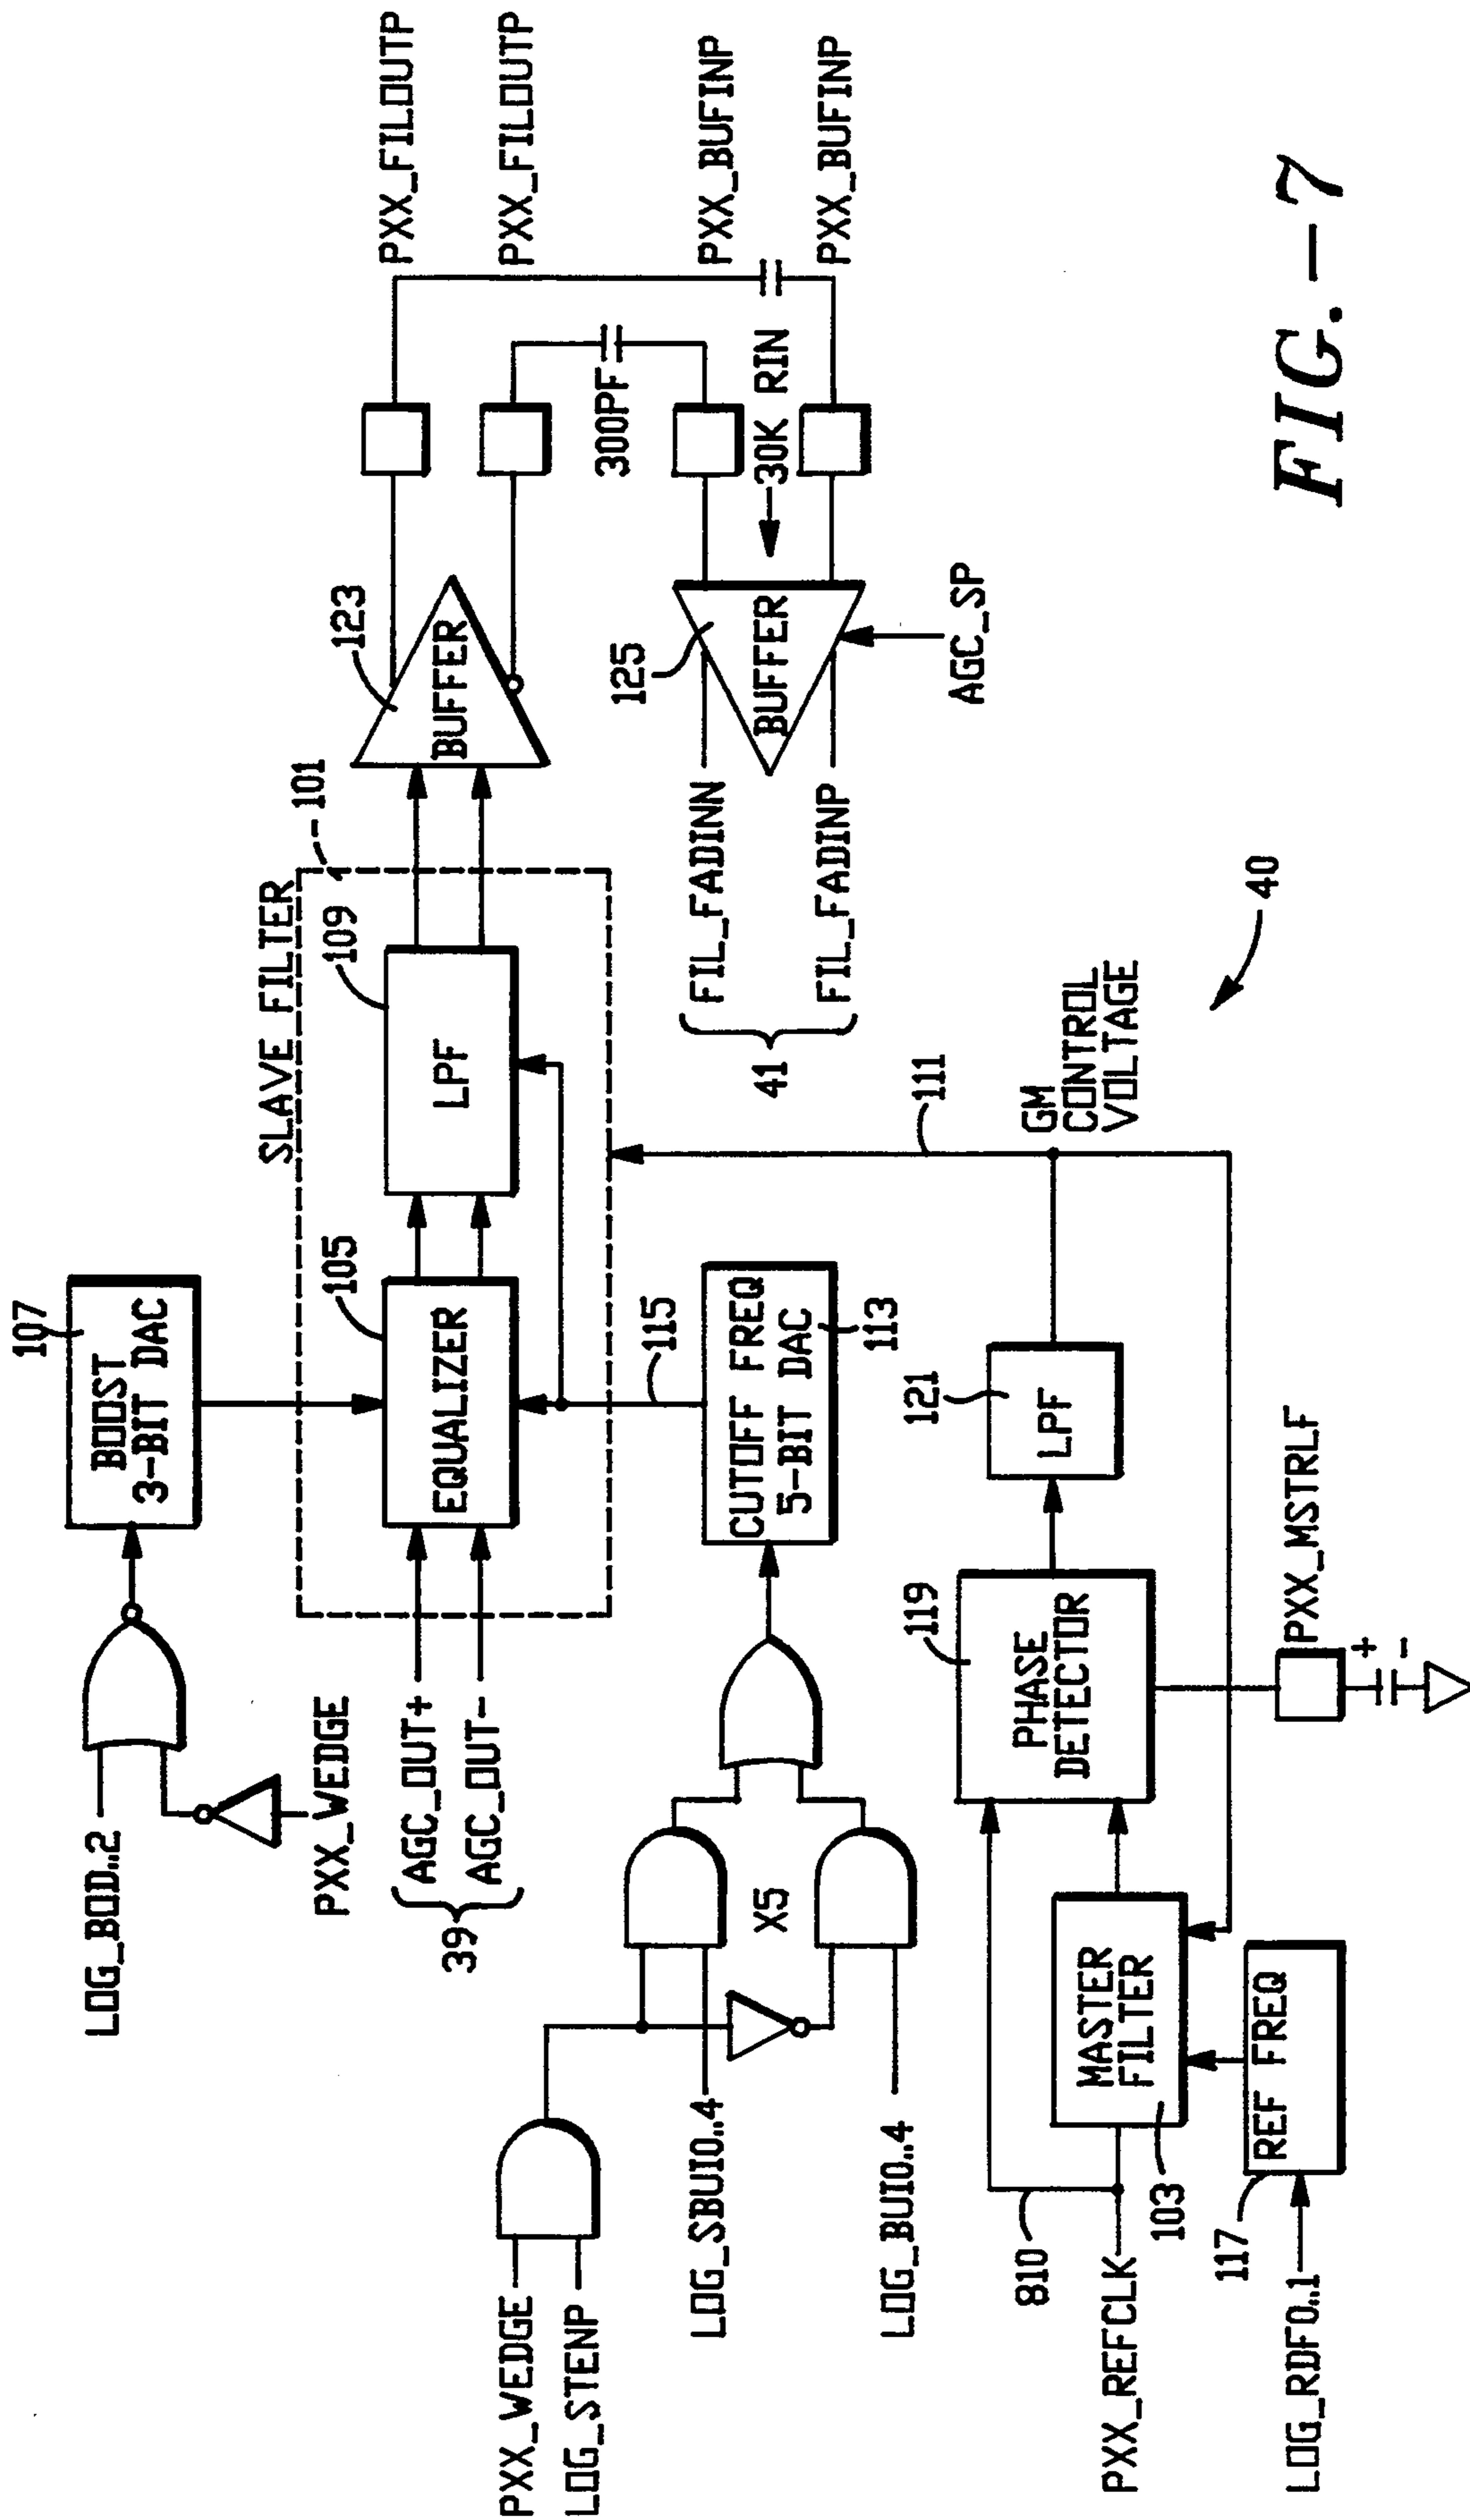 107
BOOST
3-BIT DAC
LOG_BOD..2
PXX_WEDGE
SLAVE FILTER
101
105
EQUALIZER
109
LPF
123
BUFFER
PXX_FILOUTP
PXX_FILOUTP
AGC_OUT+
AGC_OUT-
39
PXX_WEDGE
LOG_STENP
LOG_SBUI0..4
X5
LOG_BUI0..4
115
CUTOFF FREQ
5-BIT DAC
113
300PF
PXX_BUFINP
30K RIN
PXX_BUFINP
125
BUFFER
FIL_FADINN
FIL_FADINP
41
AGC_SP
111
GM
CONTROL
VOLTAGE
119
PHASE
DETECTOR
121
LPF
810
PXX_REFCLK
MASTER
FILTER
103
117
REF FREQ
LOG_RDF0..1
PXX_MSTRLF
+
-
40
FIG.-7